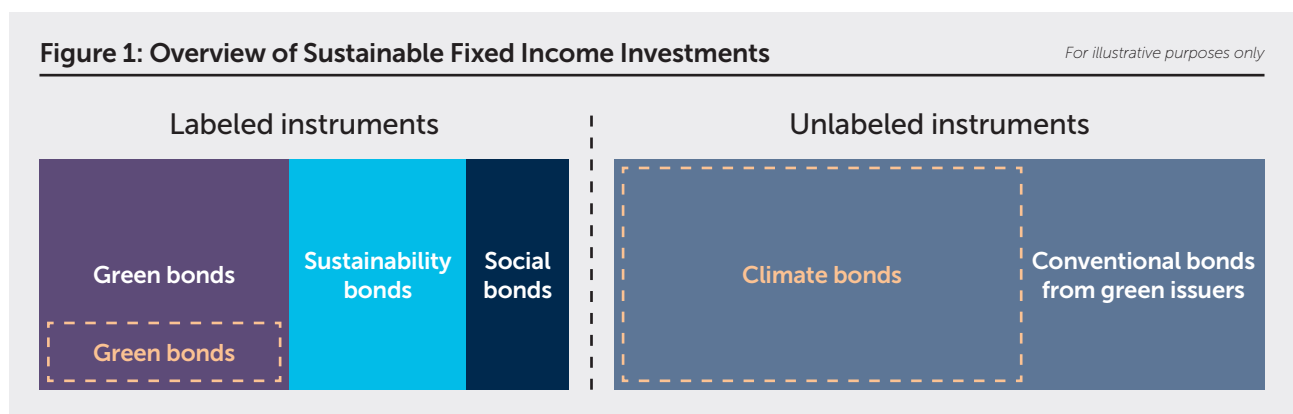 Figure 1: Overview of Sustainable Fixed Income Investments
For illustrative purposes only
Labeled instruments
Unlabeled instruments
Green bonds
Green bonds
Sustainability
bonds
Social
bonds
Climate bonds
Conventional bonds
from green issuers